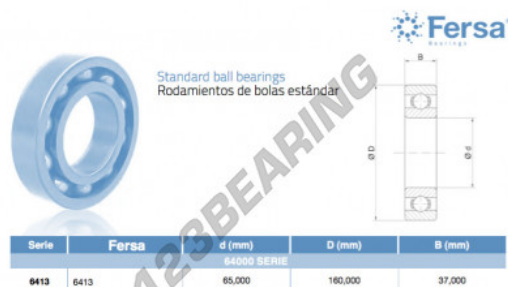 Fersa
Bearings
B
Standard ball bearings
Rodamientos de bolas estándar
Ø D
Ø d
123BEARING
Serie Fersa d (mm) D (mm) B (mm)
64000 SERIE
6413 6413 65,000 160,000 37,000